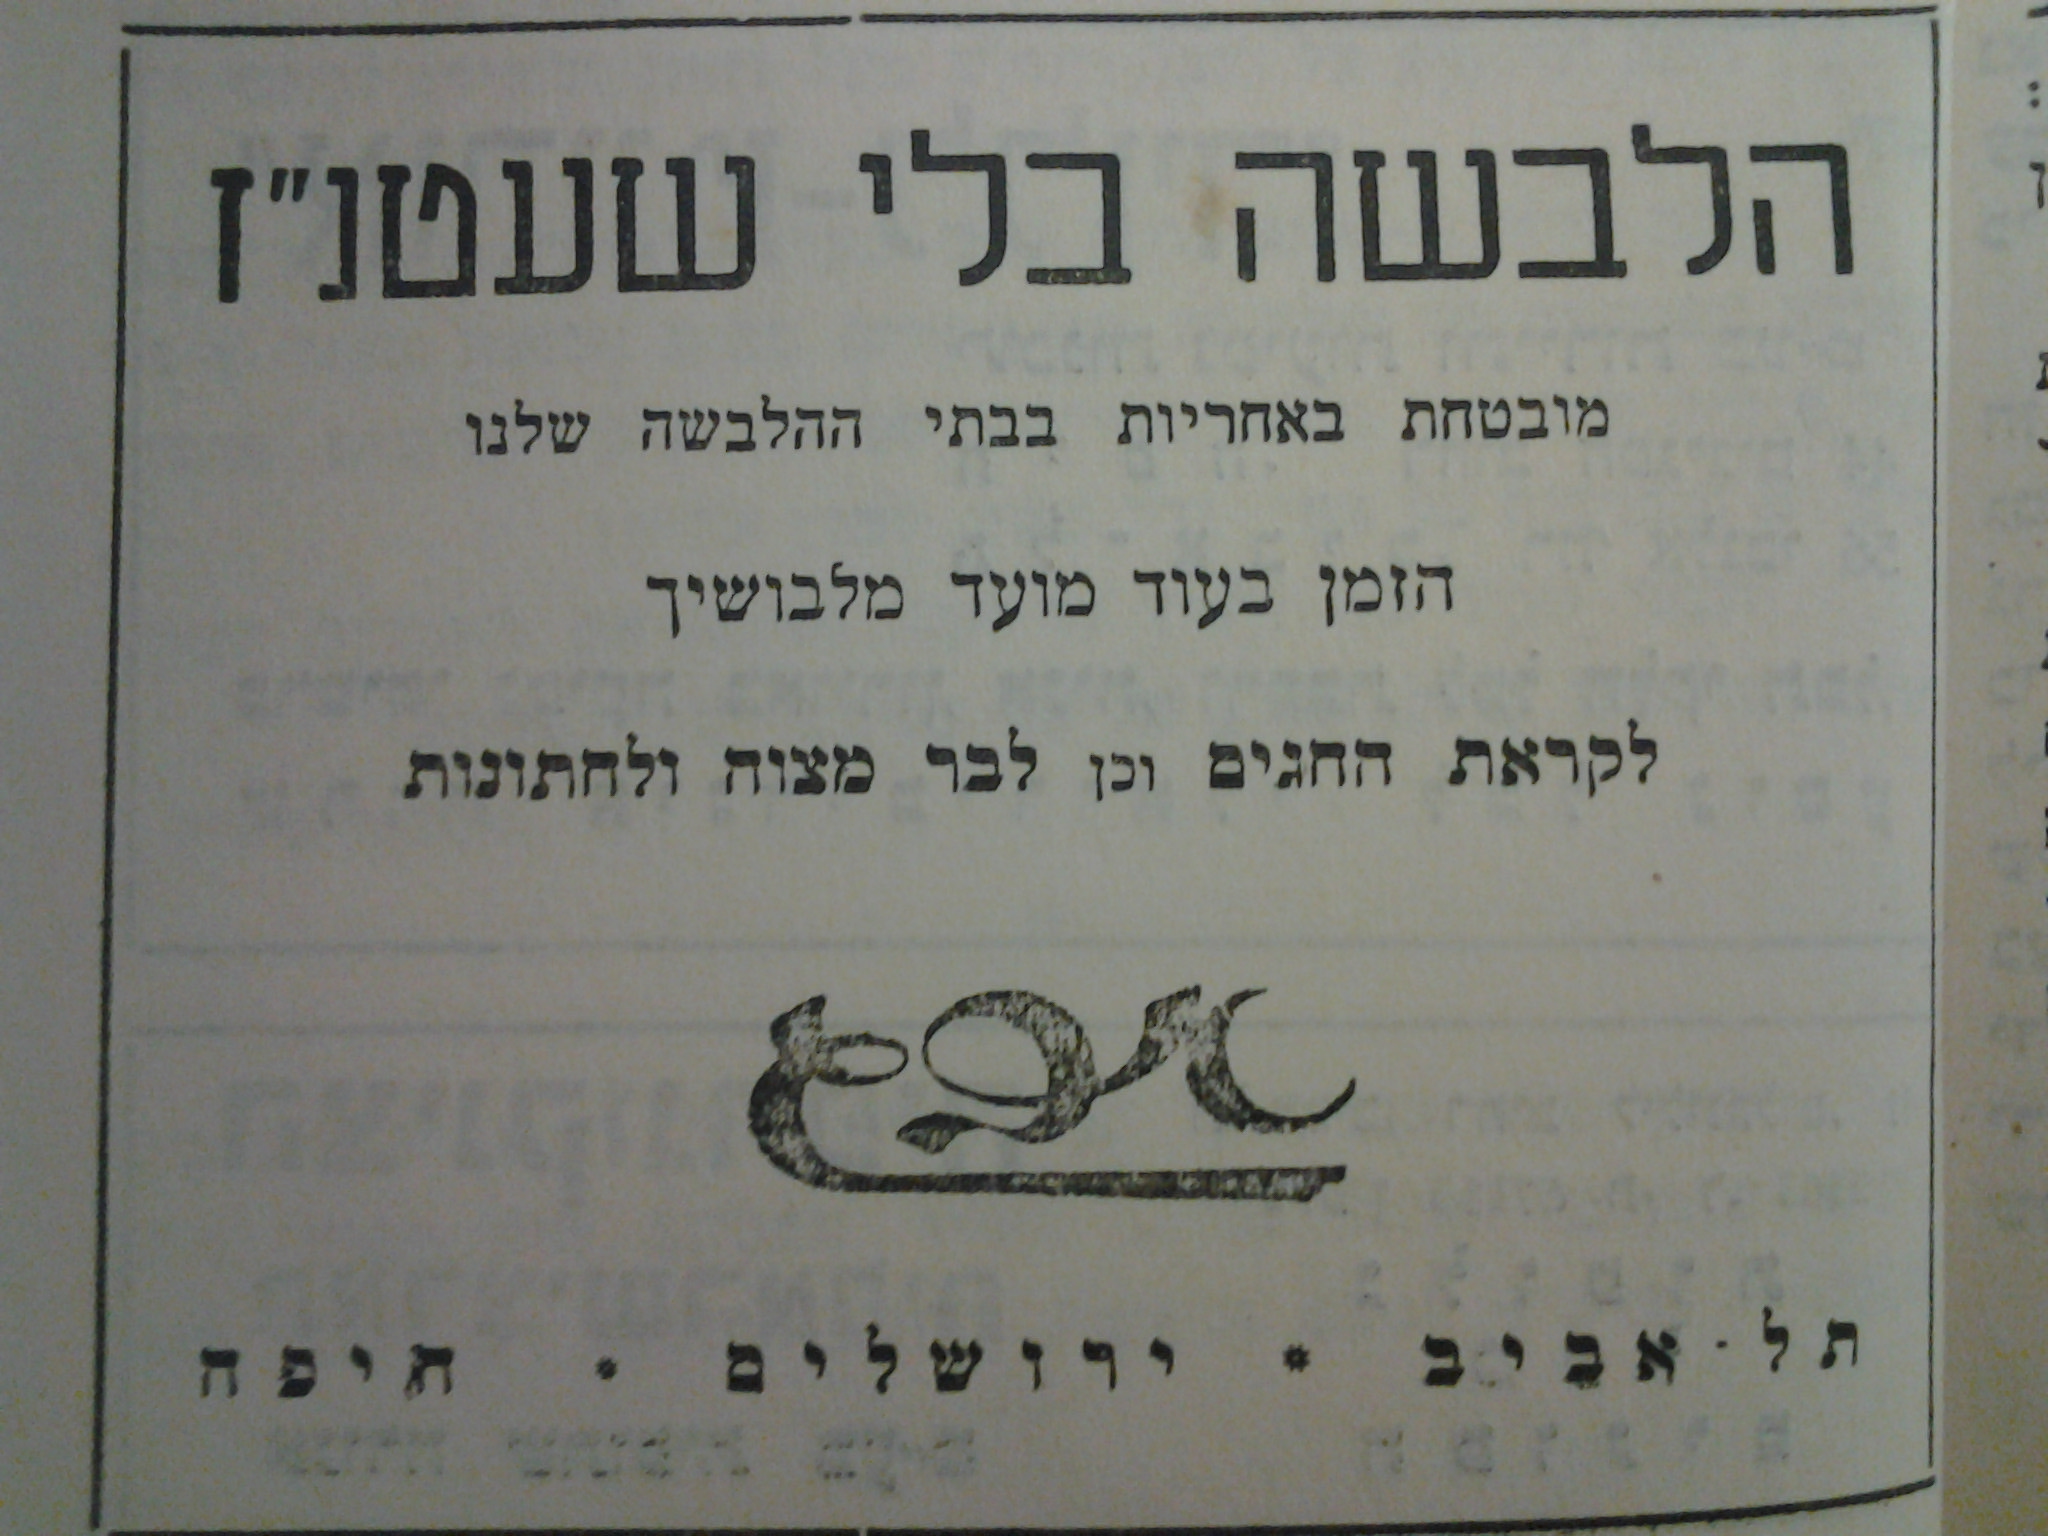 הלבשה בלי שעטנ"ז
מובטחת באחריות בבתי ההלבשה שלנו
הזמן בעוד מועד מלבושיך
לקראת החגים וכן לבר מצוה ולחתונות
תל-אביב * ירושלים * חיפה